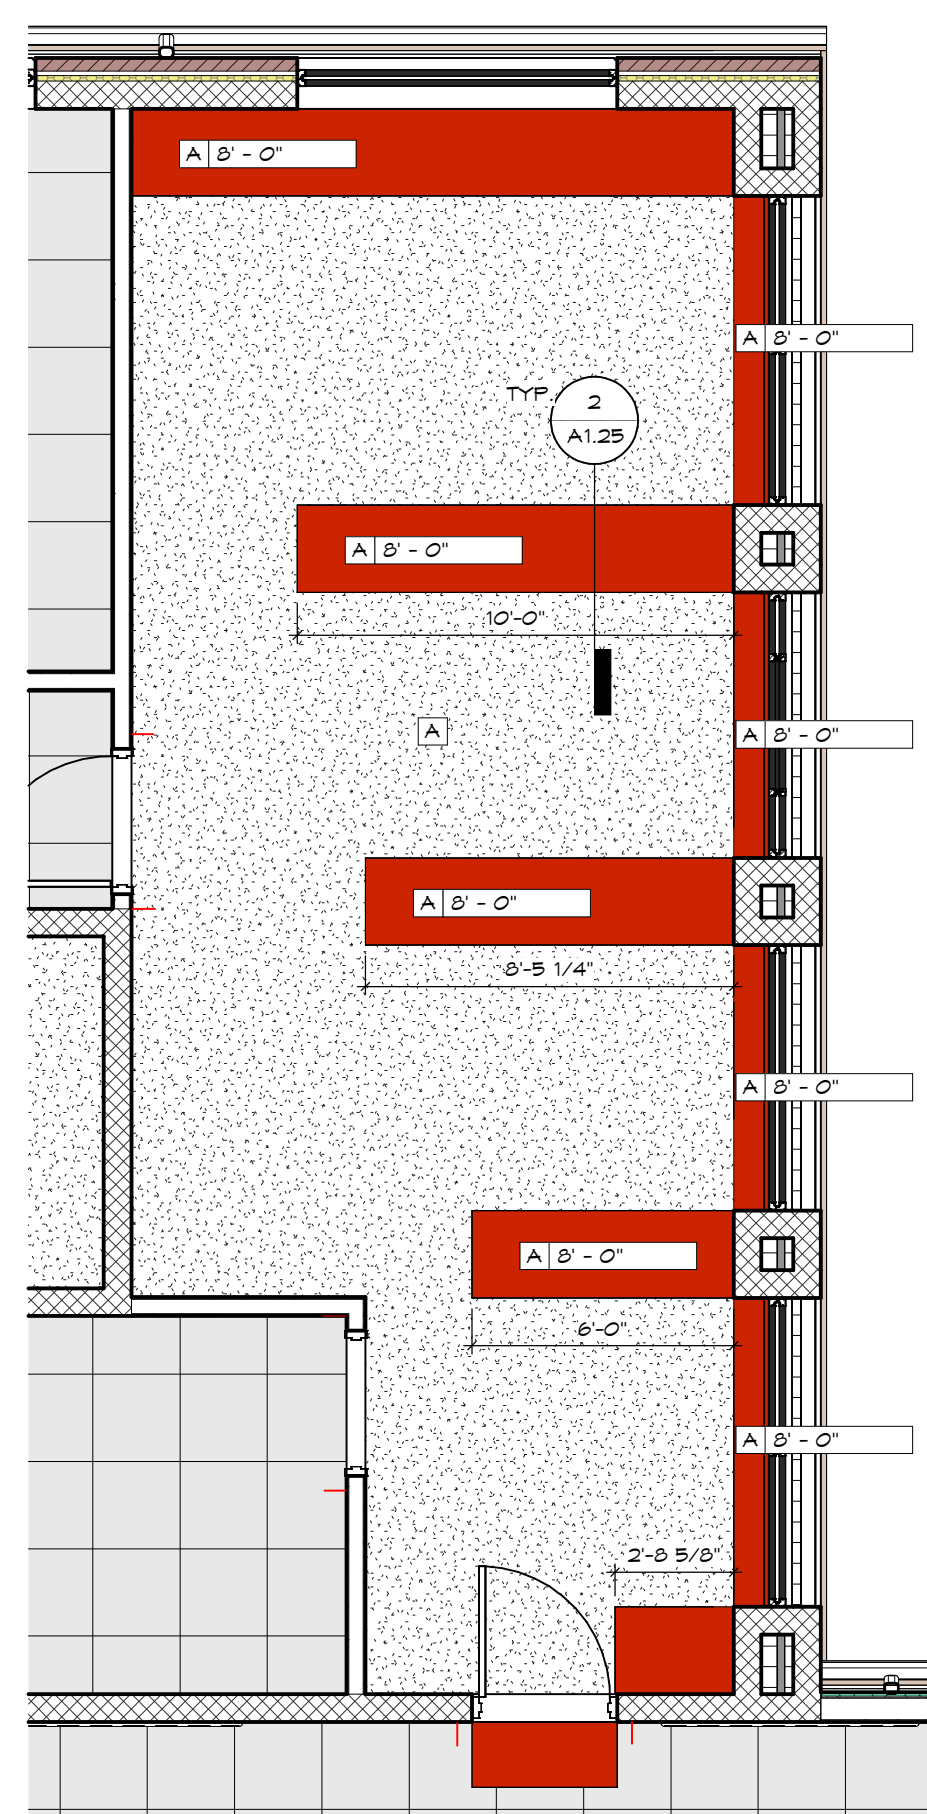 A 8' - 0"
A 8' - 0"
TYP.
2
A1.25
A 8' - 0"
10'-0"
A
A 8' - 0"
A 8' - 0"
8'-5 1/4"
A 8' - 0"
A 8' - 0"
6'-0"
A 8' - 0"
2'-8 5/8"